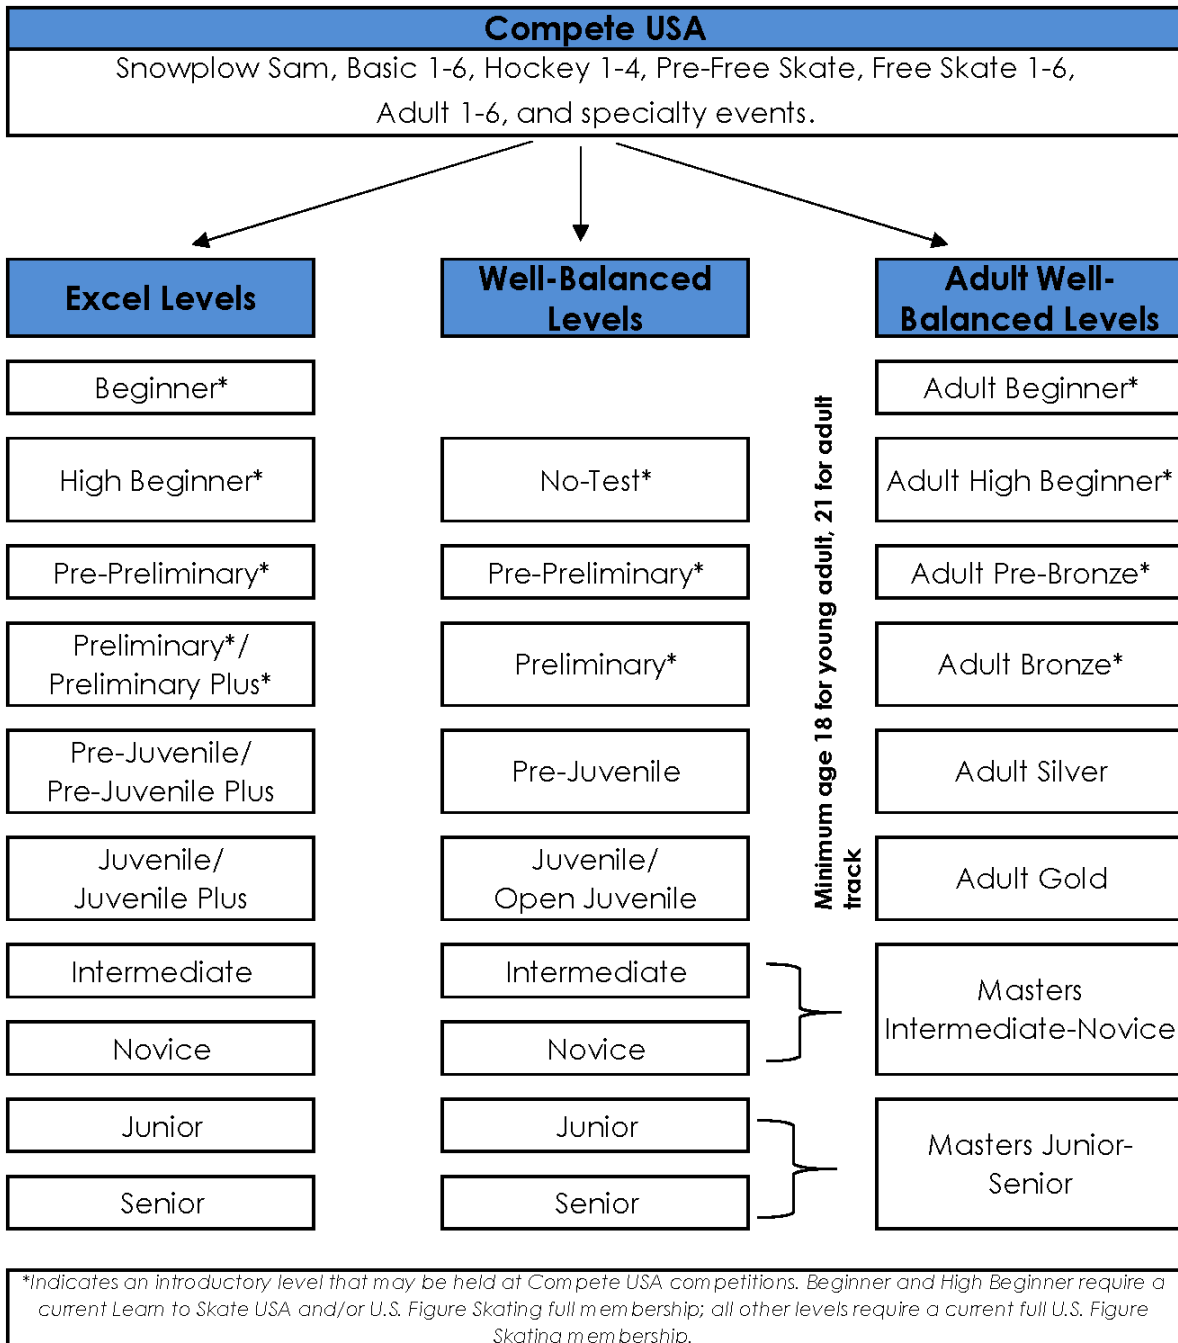 Compete USA
Snowplow Sam, Basic 1-6, Hockey 1-4, Pre-Free Skate, Free Skate 1-6,
Adult 1-6, and specialty events.
Excel Levels
Beginner*
High Beginner*
Pre-Preliminary*
Preliminary*/
Preliminary Plus*
Pre-Juvenile/
Pre-Juvenile Plus
Juvenile/
Juvenile Plus
Intermediate
Novice
Junior
Senior
Well-Balanced
Levels
No-Test*
Pre-Preliminary*
Preliminary*
Pre-Juvenile
Juvenile/
Open Juvenile
Intermediate
Novice
Junior
Senior
Minimum age 18 for young adult, 21 for adult
track
Adult Well-
Balanced Levels
Adult Beginner*
Adult High Beginner*
Adult Pre-Bronze*
Adult Bronze*
Adult Silver
Adult Gold
Masters
Intermediate-Novice
Masters Junior-
Senior
*Indicates an introductory level that may be held at Compete USA competitions. Beginner and High Beginner require a
current Learn to Skate USA and/or U.S. Figure Skating full membership; all other levels require a current full U.S. Figure
Skating membership.